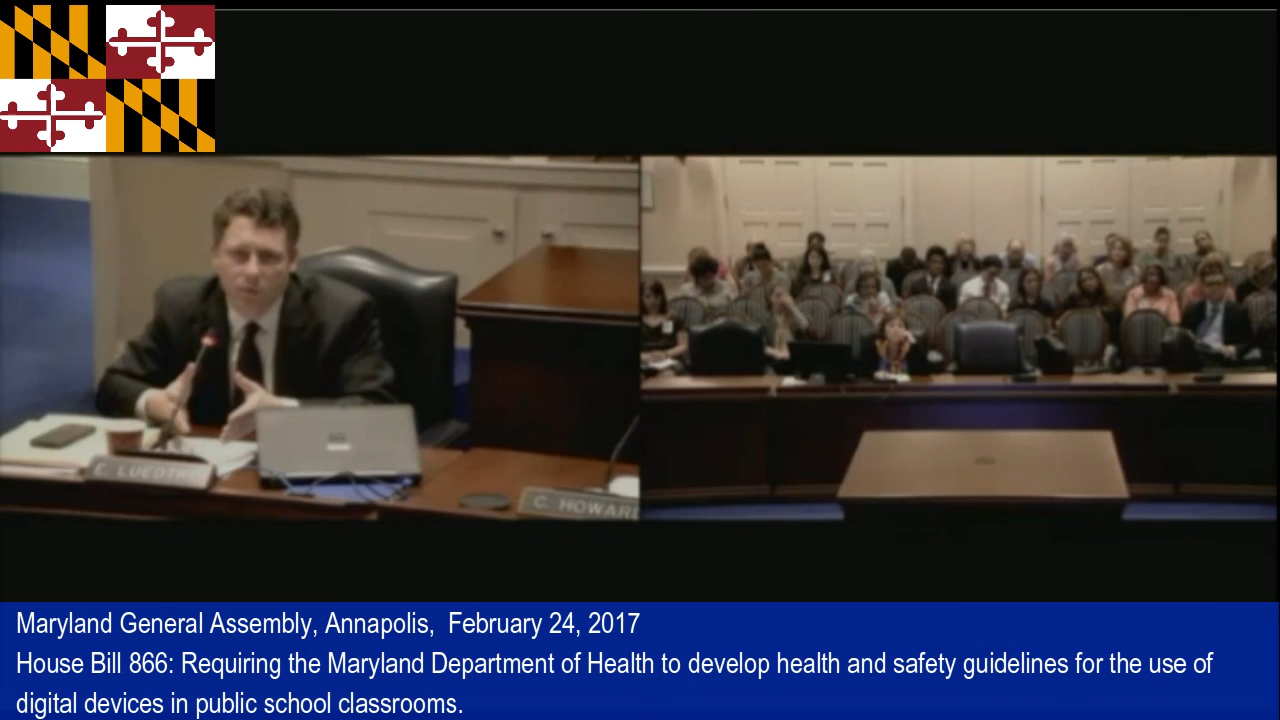 E. LUEDTKE
C. HOWARD
Maryland General Assembly, Annapolis, February 24, 2017
House Bill 866: Requiring the Maryland Department of Health to develop health and safety guidelines for the use of
digital devices in public school classrooms.